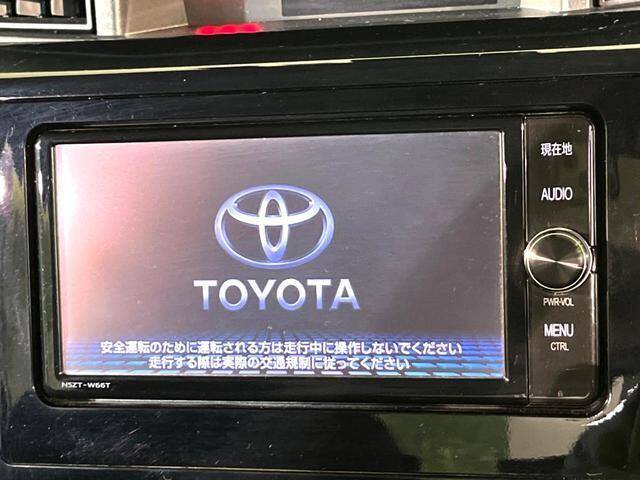 TOYOTA
安全運転のために運転される方は走行中に操作しないでください
走行する際は実際の交通規制に従ってください
NSZT-W66T
現在地
AUDIO
PWR•VOL
MENU
CTRL